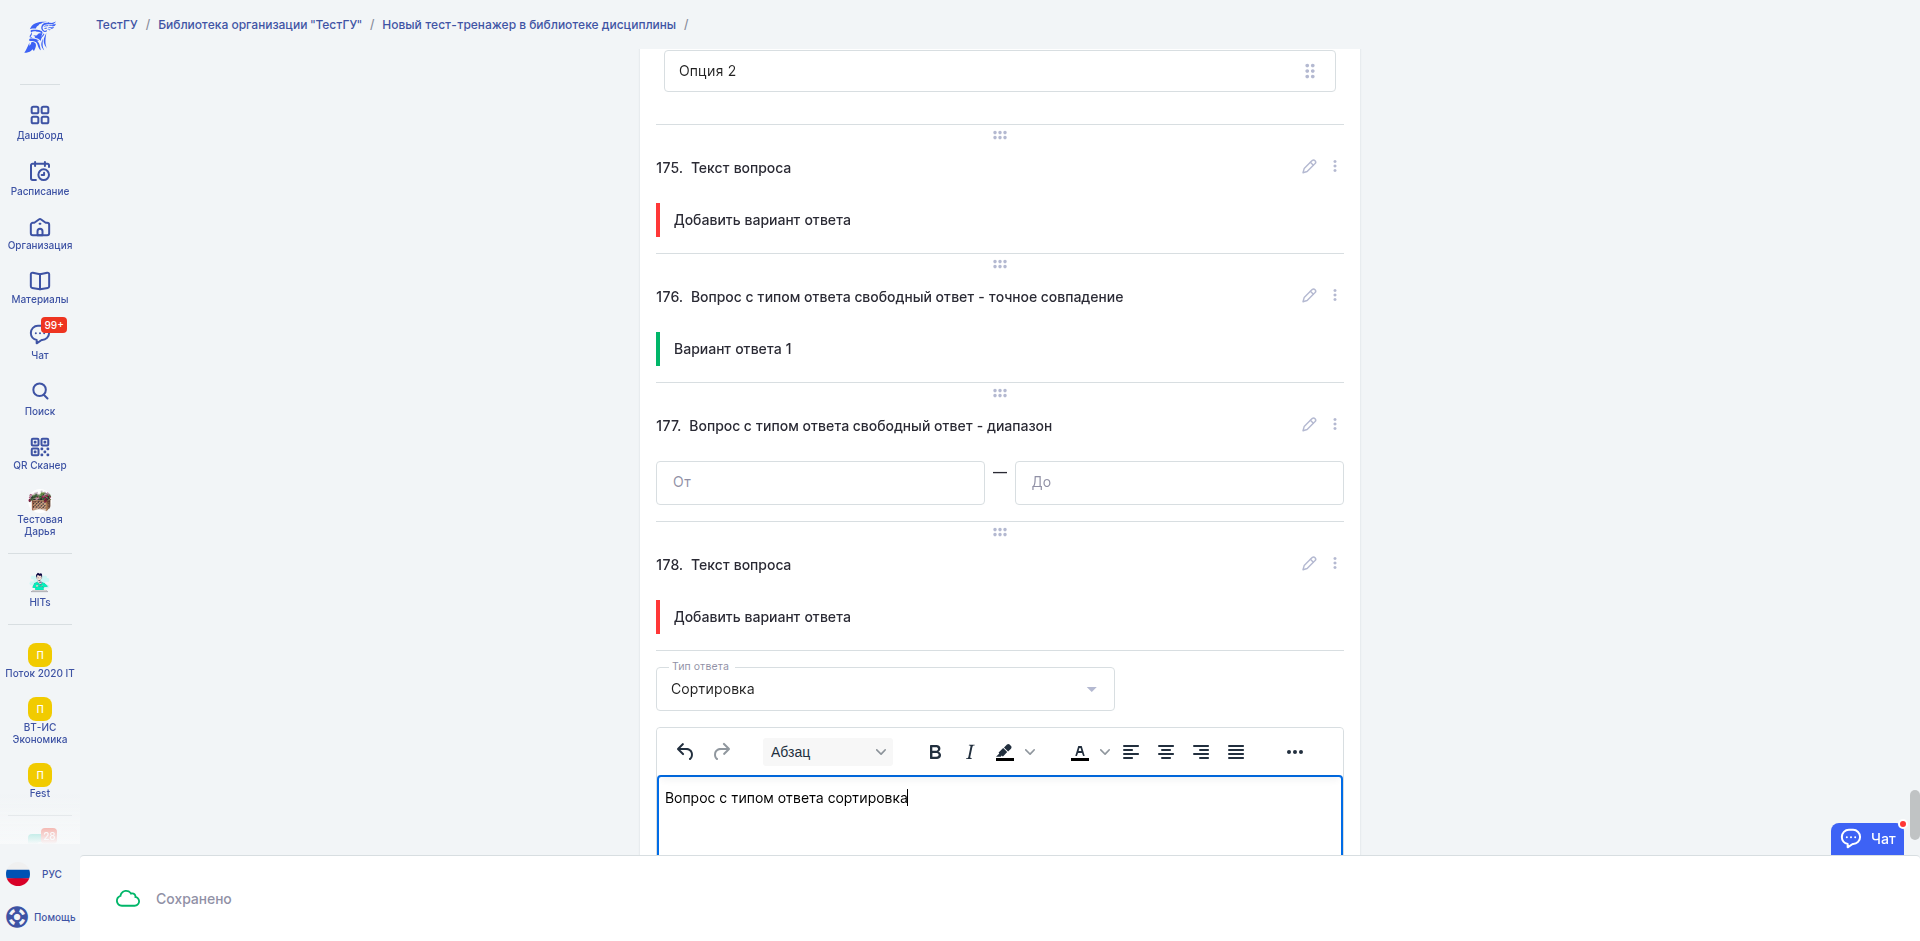 ТестГУ / Библиотека организации "ТестГУ" / Новый тест-тренажер в библиотеке дисциплины /
Дашборд
Расписание
Организация
Материалы
99+
Чат
Поиск
QR Сканер
Тестовая
Дарья
HITs
П
Поток 2020 IT
П
ВТ-ИС
Экономика
П
Fest
28
РУС
Помощь
Опция 2
175. Текст вопроса
Добавить вариант ответа
176. Вопрос с типом ответа свободный ответ - точное совпадение
Вариант ответа 1
177. Вопрос с типом ответа свободный ответ - диапазон
От — До
178. Текст вопроса
Добавить вариант ответа
Тип ответа
Сортировка
Абзац B I A
Вопрос с типом ответа сортировка
Чат
Сохранено